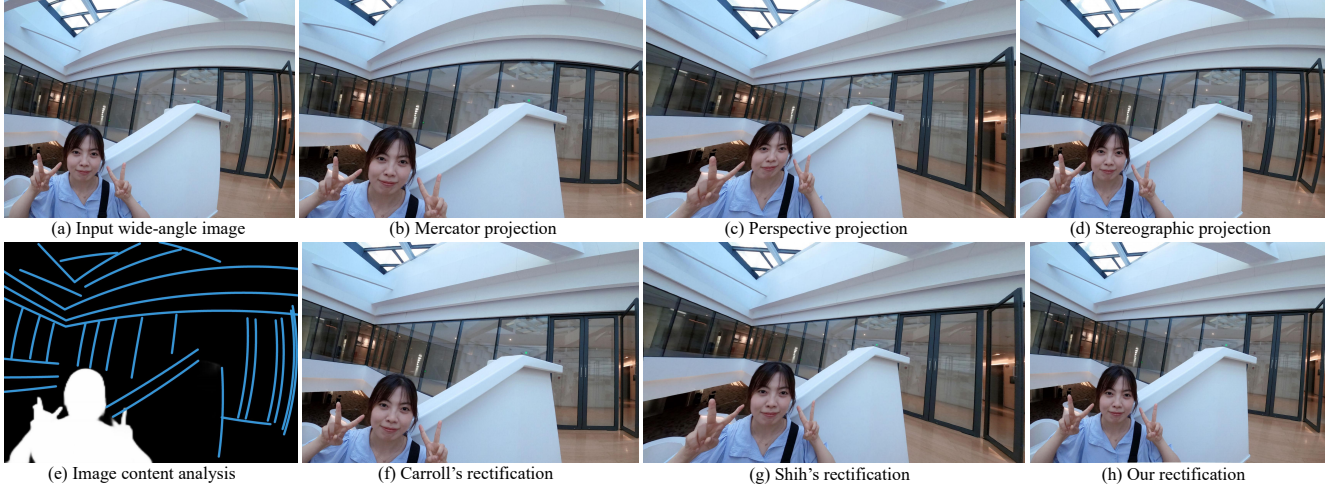 (a) Input wide-angle image
(b) Mercator projection
(c) Perspective projection
(d) Stereographic projection
(e) Image content analysis
(f) Carroll’s rectification
(g) Shih’s rectification
(h) Our rectification